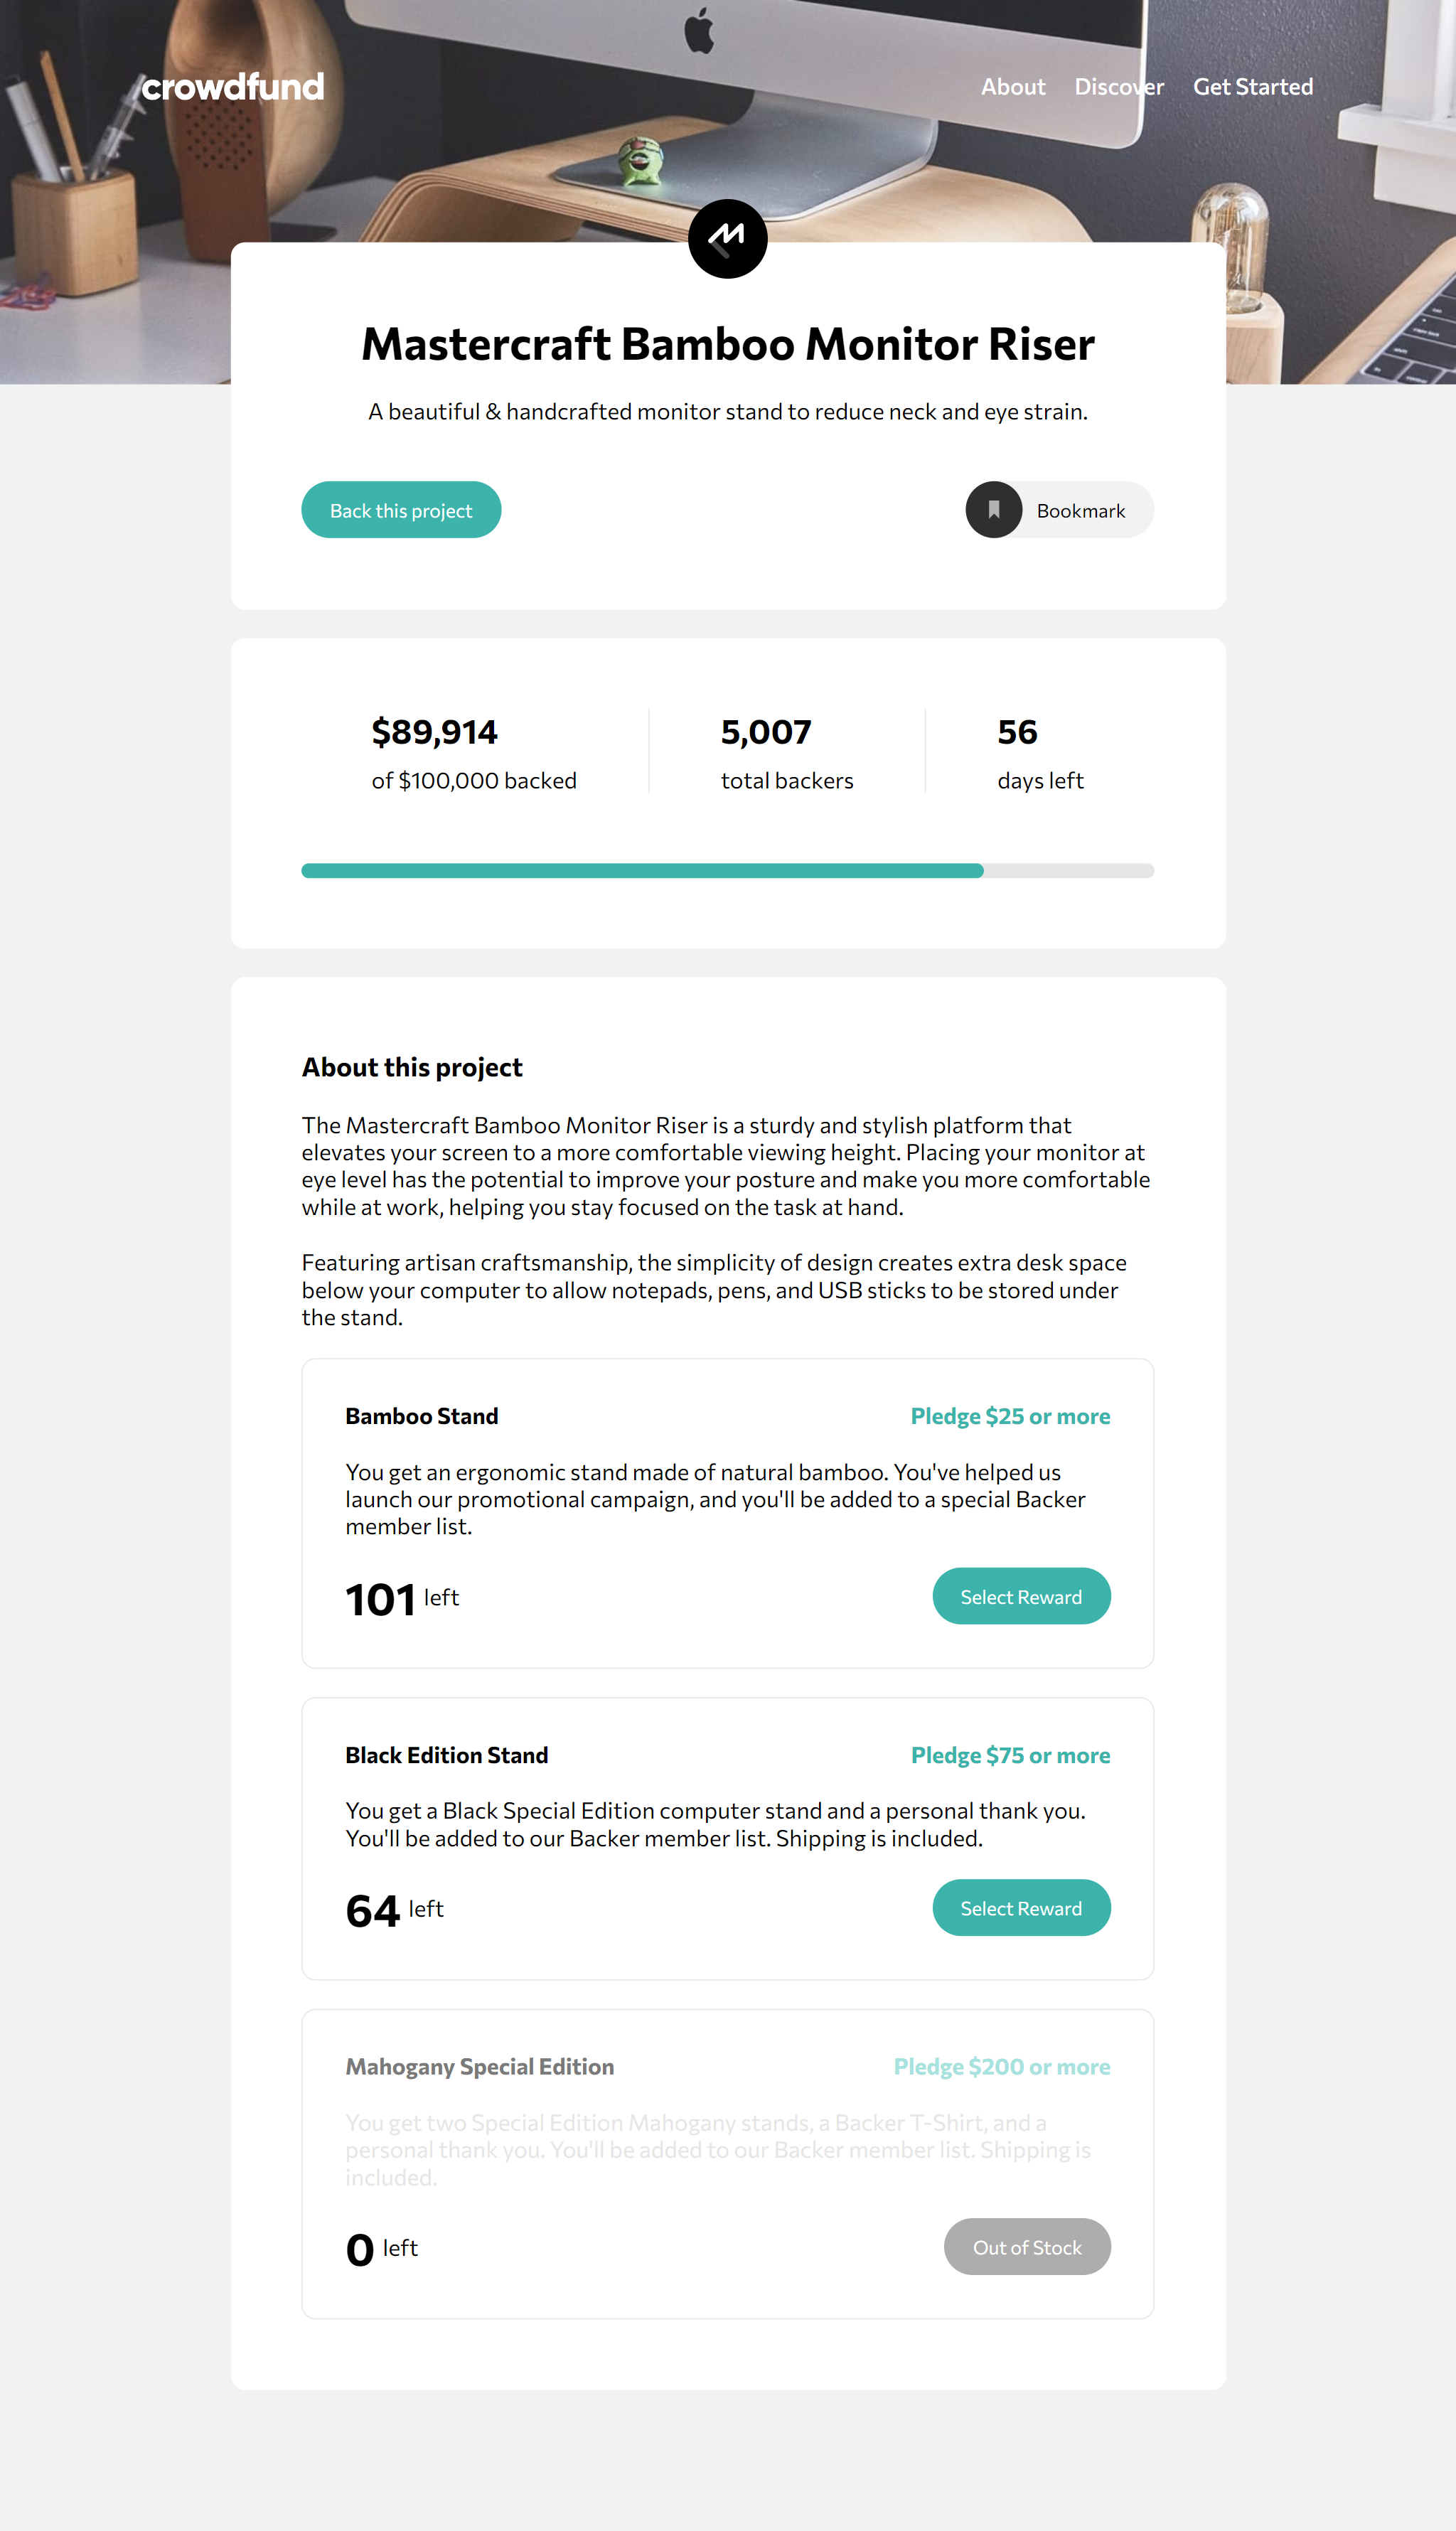 crowdfund
About Discover Get Started
Mastercraft Bamboo Monitor Riser
A beautiful & handcrafted monitor stand to reduce neck and eye strain.
Back this project
Bookmark
$89,914
of $100,000 backed
5,007
total backers
56
days left
About this project
The Mastercraft Bamboo Monitor Riser is a sturdy and stylish platform that
elevates your screen to a more comfortable viewing height. Placing your monitor at
eye level has the potential to improve your posture and make you more comfortable
while at work, helping you stay focused on the task at hand.
Featuring artisan craftsmanship, the simplicity of design creates extra desk space
below your computer to allow notepads, pens, and USB sticks to be stored under
the stand.
Bamboo Stand
Pledge $25 or more
You get an ergonomic stand made of natural bamboo. You've helped us
launch our promotional campaign, and you'll be added to a special Backer
member list.
101 left
Select Reward
Black Edition Stand
Pledge $75 or more
You get a Black Special Edition computer stand and a personal thank you.
You'll be added to our Backer member list. Shipping is included.
64 left
Select Reward
Mahogany Special Edition
Pledge $200 or more
You get two Special Edition Mahogany stands, a Backer T-Shirt, and a
personal thank you. You'll be added to our Backer member list. Shipping is
included.
0 left
Out of Stock